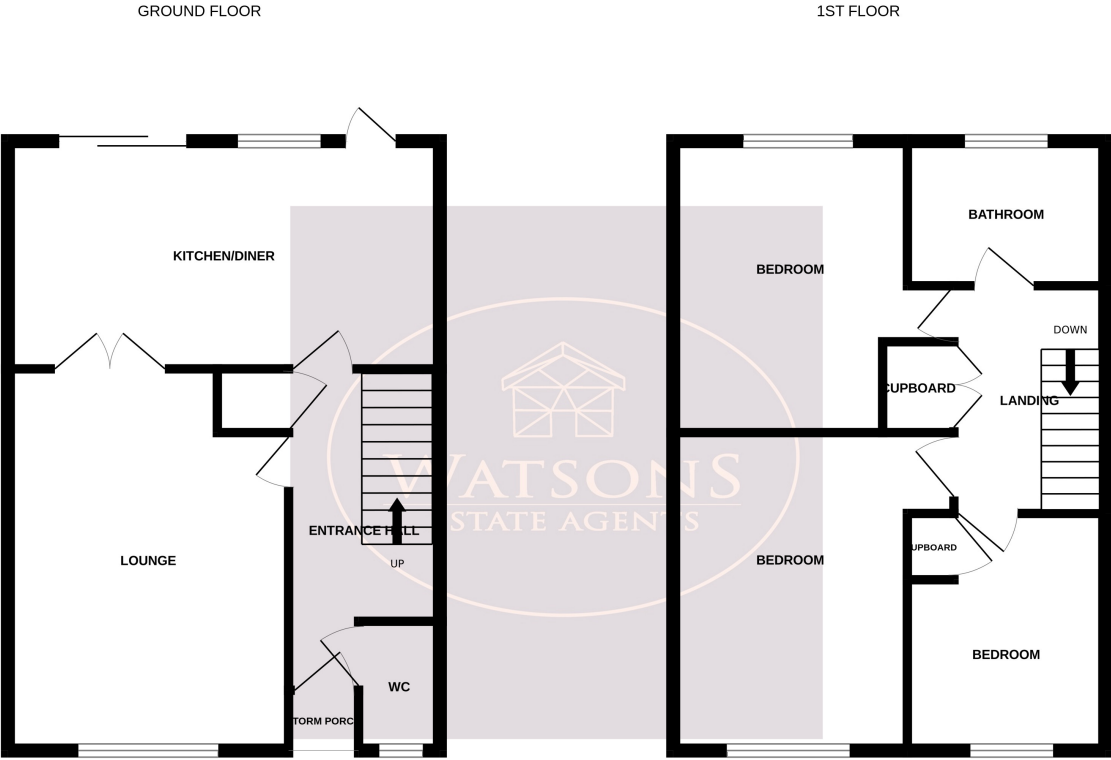 GROUND FLOOR
1ST FLOOR
KITCHEN/DINER
LOUNGE
ENTRANCE HALL
UP
WC
TORM PORC
BEDROOM
BATHROOM
DOWN
CUPBOARD
LANDING
BEDROOM
UPBOARD
BEDROOM
WATSONS
ESTATE AGENTS